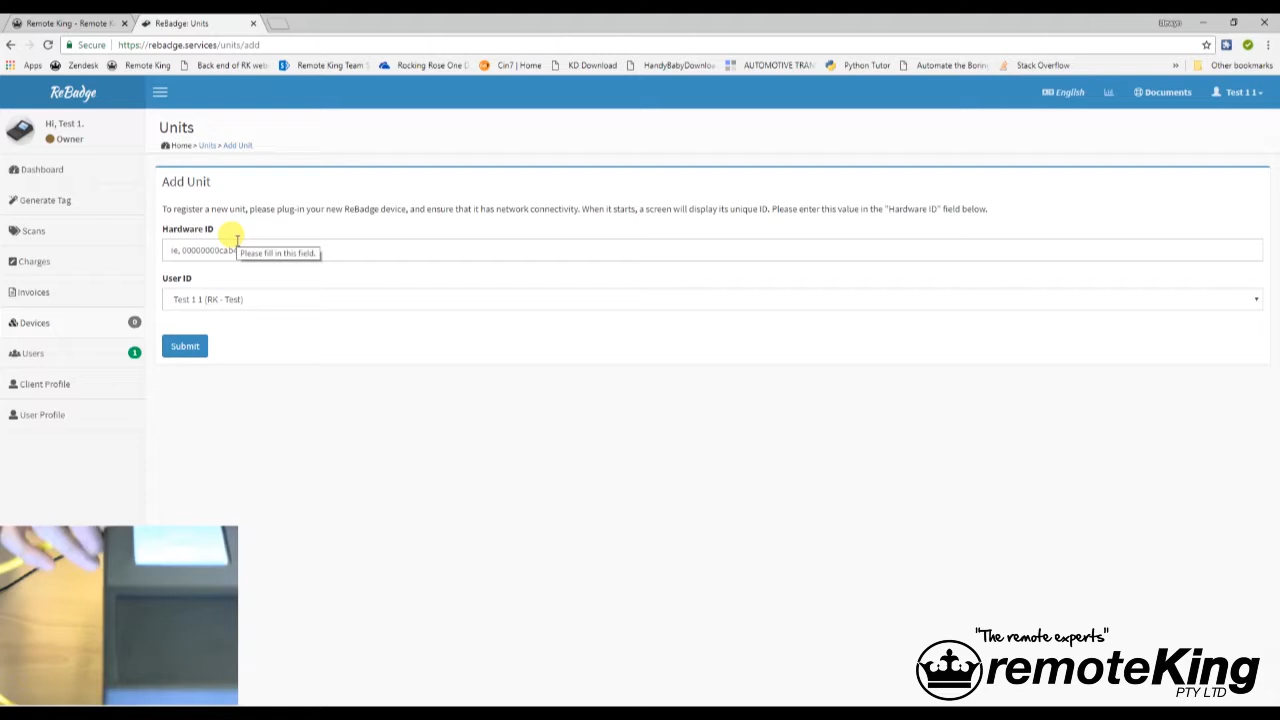 Remote King - Remote K
ReBadge: Units
Secure
https://rebadge.services/units/add
Apps
Zendesk
Remote King
Back end of RK web
Remote King Team S
Rocking Rose One D
Cin7 | Home
KD Download
HandyBabyDownlo
AUTOMOTIVE TRAN
Python Tutor
Automate the Borin
Stack Overflow
»
Other bookmarks
ReBadge
English
Documents
Test 1 1
Hi, Test 1.
Owner
Dashboard
Generate Tag
Scans
Charges
Invoices
Devices
0
Users
1
Client Profile
User Profile
Units
Home > Units > Add Unit
Add Unit
To register a new unit, please plug-in your new ReBadge device, and ensure that it has network connectivity. When it starts, a screen will display its unique ID. Please enter this value in the "Hardware ID" field below.
Hardware ID
ie, 00000000cab
Please fill in this field.
User ID
Test 1 1 (RK - Test)
Submit
"The remote experts"
remoteKing
PTY LTD